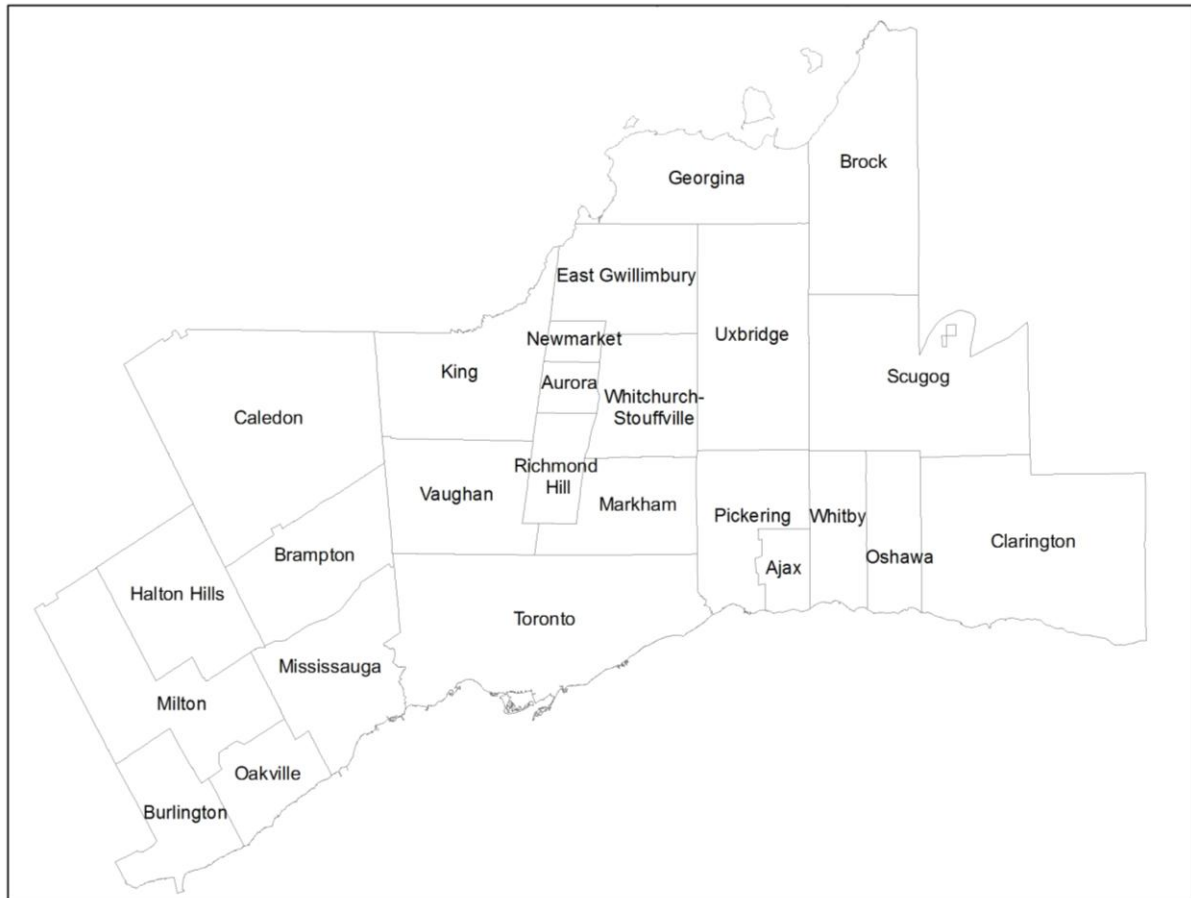 Brock
Georgina
East Gwillimbury
Uxbridge
Newmarket
King
Scugog
Aurora
Whitchurch-
Stouffville
Caledon
Richmond
Hill
Vaughan
Markham
Pickering
Whitby
Clarington
Brampton
Oshawa
Ajax
Halton Hills
Toronto
Mississauga
Milton
Oakville
Burlington